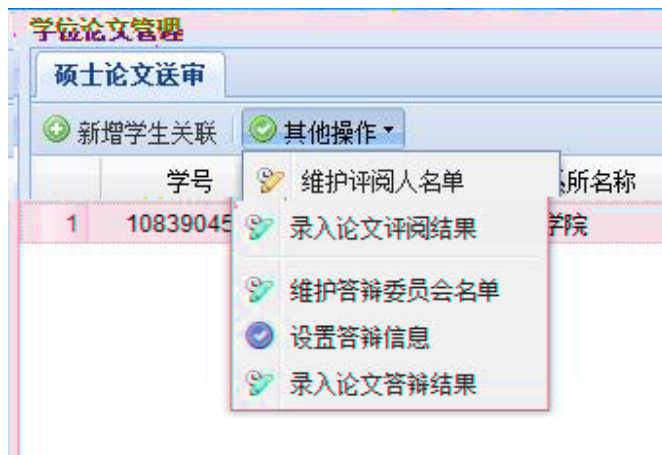 学位论文管理
硕士论文送审
新增学生关联 其他操作
学号 所名称
1 10839045 学院
维护评阅人名单
录入论文评阅结果
维护答辩委员会名单
设置答辩信息
录入论文答辩结果